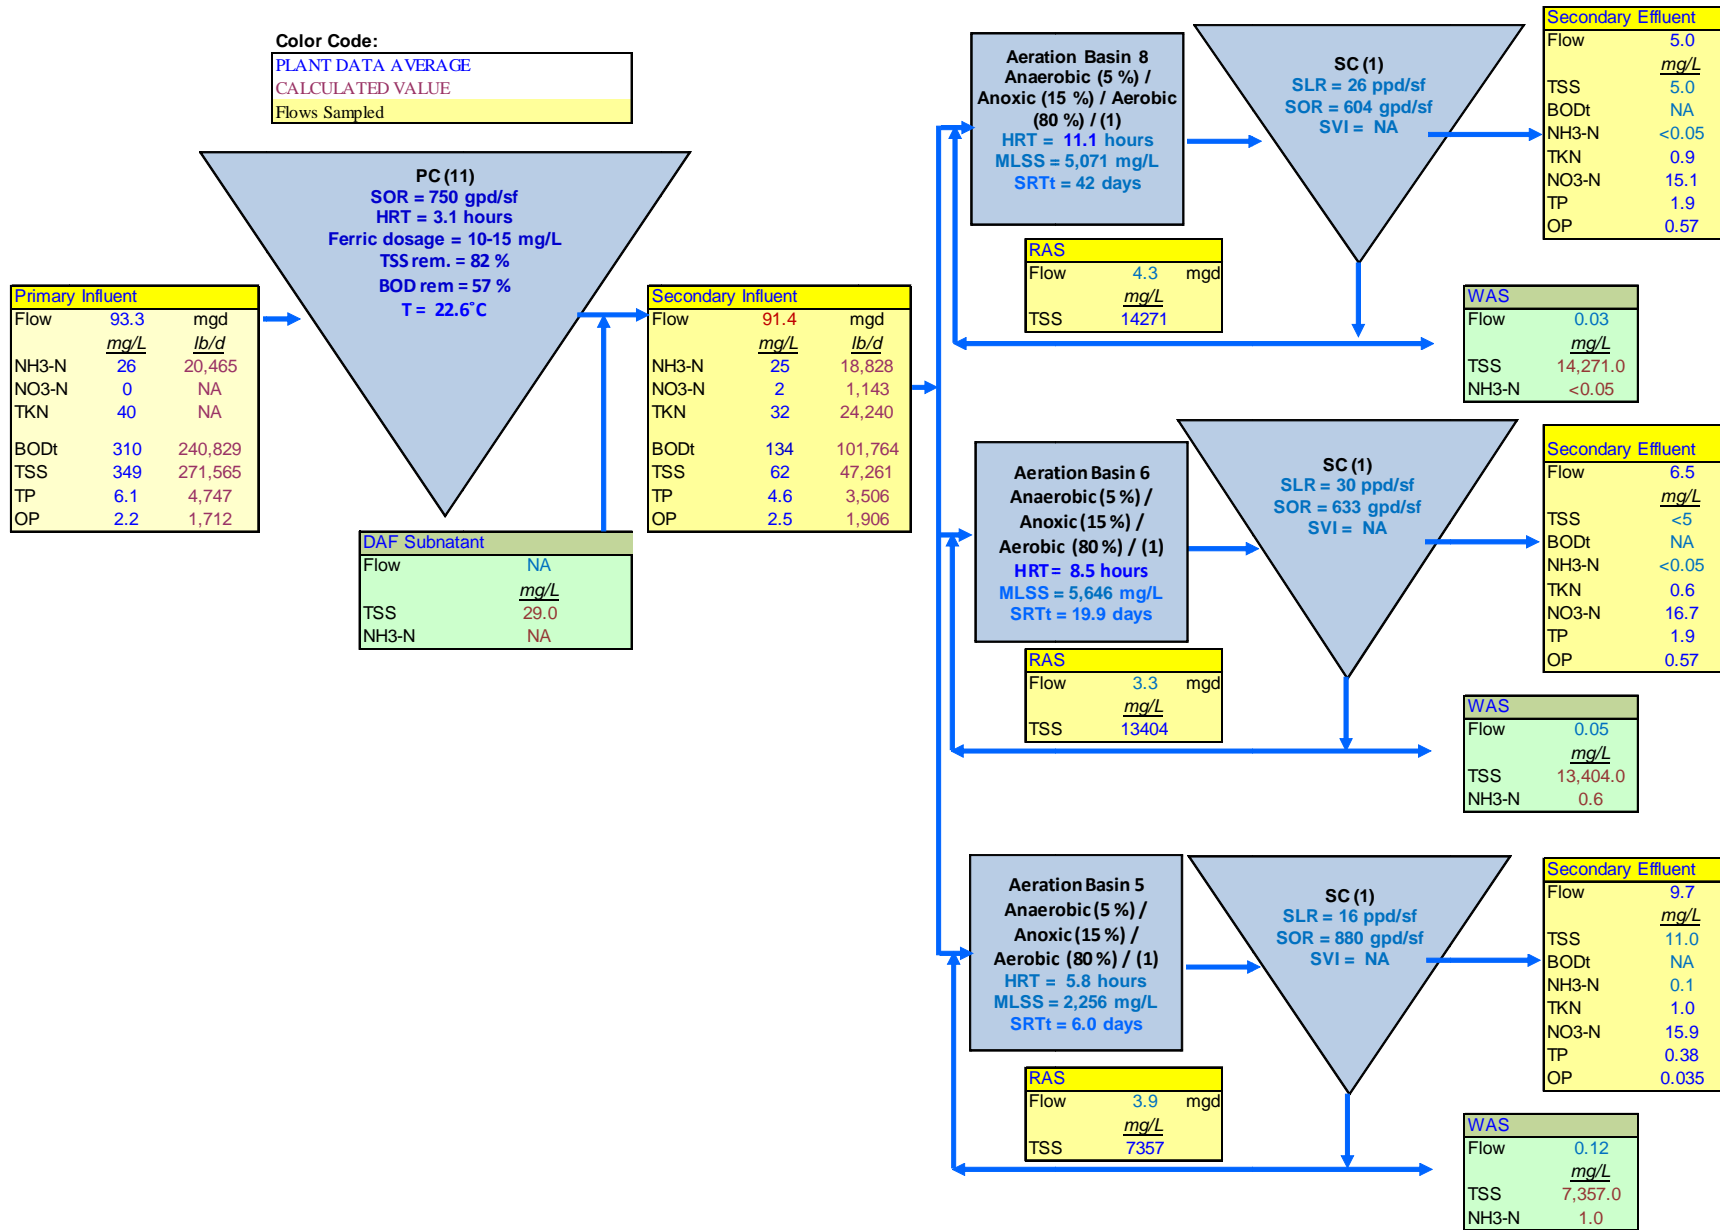 Color Code:
PLANT DATA AVERAGE
CALCULATED VALUE
Flows Sampled
PC (11)
SOR = 750 gpd/sf
HRT = 3.1 hours
Ferric dosage = 10-15 mg/L
TSS rem. = 82 %
BOD rem = 57 %
T = 22.6°C
Primary Influent
Flow 93.3 mgd
mg/L lb/d
NH3-N 26 20,465
NO3-N 0 NA
TKN 40 NA
BODt 310 240,829
TSS 349 271,565
TP 6.1 4,747
OP 2.2 1,712
DAF Subnatant
Flow NA
mg/L
TSS 29.0
NH3-N NA
Secondary Influent
Flow 91.4 mgd
mg/L lb/d
NH3-N 25 18,828
NO3-N 2 1,143
TKN 32 24,240
BODt 134 101,764
TSS 62 47,261
TP 4.6 3,506
OP 2.5 1,906
Aeration Basin 8
Anaerobic (5 %) /
Anoxic (15 %) / Aerobic
(80 %) / (1)
HRT = 11.1 hours
MLSS = 5,071 mg/L
SRTt = 42 days
SC (1)
SLR = 26 ppd/sf
SOR = 604 gpd/sf
SVI = NA
Secondary Effluent
Flow 5.0
mg/L
TSS 5.0
BODt NA
NH3-N <0.05
TKN 0.9
NO3-N 15.1
TP 1.9
OP 0.57
RAS
Flow 4.3 mgd
mg/L
TSS 14271
WAS
Flow 0.03
mg/L
TSS 14,271.0
NH3-N <0.05
Aeration Basin 6
Anaerobic (5 %) /
Anoxic (15 %) /
Aerobic (80 %) / (1)
HRT = 8.5 hours
MLSS = 5,646 mg/L
SRTt = 19.9 days
SC (1)
SLR = 30 ppd/sf
SOR = 633 gpd/sf
SVI = NA
Secondary Effluent
Flow 6.5
mg/L
TSS <5
BODt NA
NH3-N <0.05
TKN 0.6
NO3-N 16.7
TP 1.9
OP 0.57
RAS
Flow 3.3 mgd
mg/L
TSS 13404
WAS
Flow 0.05
mg/L
TSS 13,404.0
NH3-N 0.6
Aeration Basin 5
Anaerobic (5 %) /
Anoxic (15 %) /
Aerobic (80 %) / (1)
HRT = 5.8 hours
MLSS = 2,256 mg/L
SRTt = 6.0 days
SC (1)
SLR = 16 ppd/sf
SOR = 880 gpd/sf
SVI = NA
Secondary Effluent
Flow 9.7
mg/L
TSS 11.0
BODt NA
NH3-N 0.1
TKN 1.0
NO3-N 15.9
TP 0.38
OP 0.035
RAS
Flow 3.9 mgd
mg/L
TSS 7357
WAS
Flow 0.12
mg/L
TSS 7,357.0
NH3-N 1.0